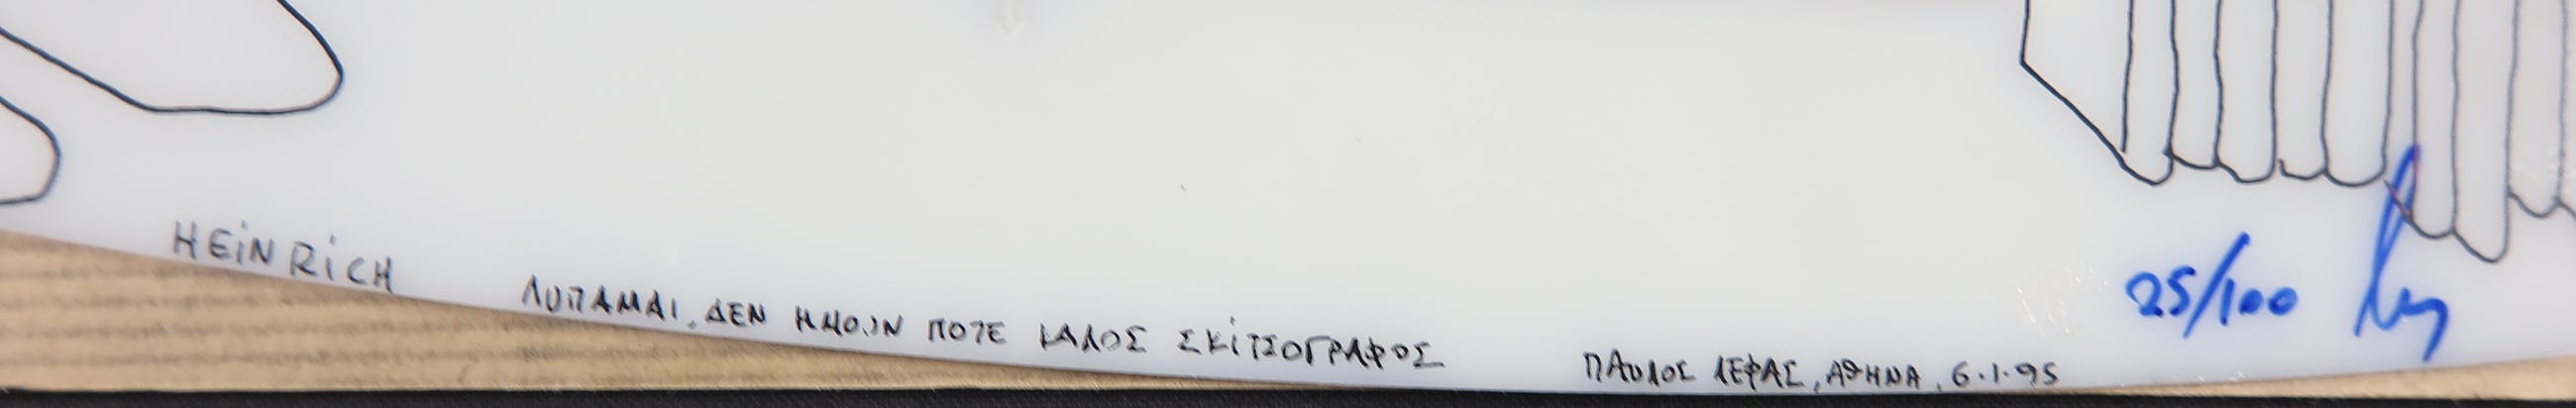 HEINRICH
ΛΥΠΑΜΑΙ, ΔΕΝ ΗΜΟΥΝ ΠΟΤΕ ΚΑΛΟΣ ΣΚΙΤΣΟΓΡΑΦΟΣ
ΠΑΥΛΟΣ ΛΕΦΑΣ, ΑΘΗΝΑ, 6.1.95
25/100